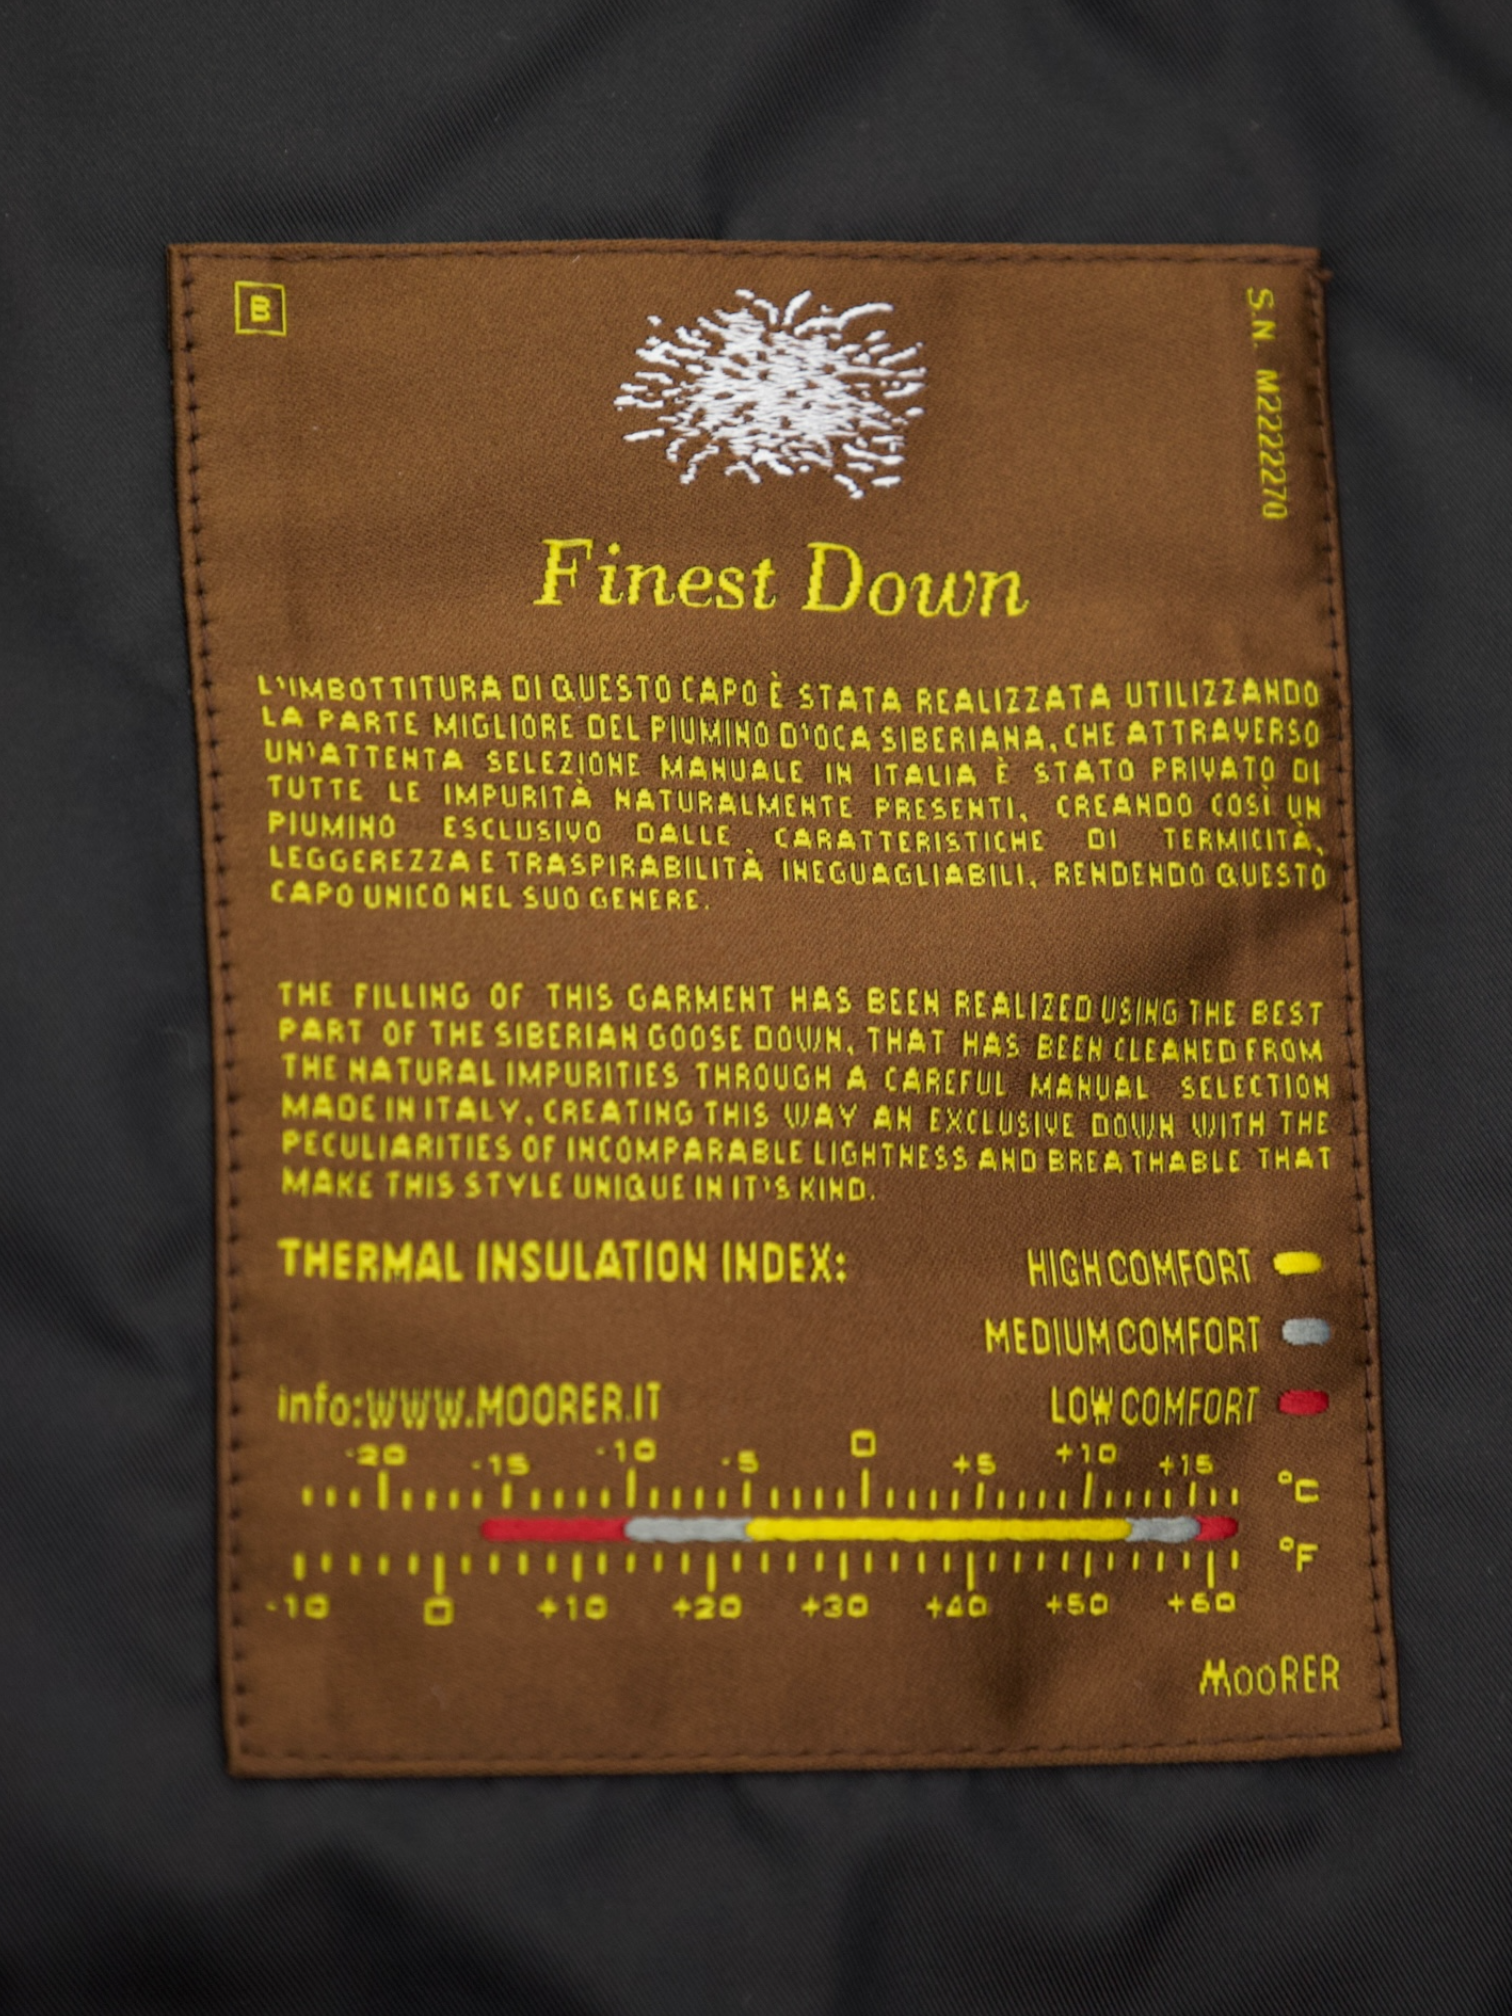 B
S.N. M2222270
Finest Down
L'IMBOTTITURA DI QUESTO CAPO È STATA REALIZZATA UTILIZZANDO
LA PARTE MIGLIORE DEL PIUMINO D'OCA SIBERIANA, CHE ATTRAVERSO
UN'ATTENTA SELEZIONE MANUALE IN ITALIA È STATO PRIVATO DI
TUTTE LE IMPURITÀ NATURALMENTE PRESENTI, CREANDO COSÌ UN
PIUMINO ESCLUSIVO DALLE CARATTERISTICHE DI TERMICITÀ,
LEGGEREZZA E TRASPIRABILITÀ INEGUAGLIABILI, RENDENDO QUESTO
CAPO UNICO NEL SUO GENERE.
THE FILLING OF THIS GARMENT HAS BEEN REALIZED USING THE BEST
PART OF THE SIBERIAN GOOSE DOWN, THAT HAS BEEN CLEANED FROM
THE NATURAL IMPURITIES THROUGH A CAREFUL MANUAL SELECTION
MADE IN ITALY, CREATING THIS WAY AN EXCLUSIVE DOWN WITH THE
PECULIARITIES OF INCOMPARABLE LIGHTNESS AND BREATHABLE THAT
MAKE THIS STYLE UNIQUE IN IT'S KIND.
THERMAL INSULATION INDEX: HIGH COMFORT
MEDIUM COMFORT
info:WWW.MOORER.IT LOW COMFORT
-20 -15 -10 -5 0 +5 +10 +15 °C
°F
-10 0 +10 +20 +30 +40 +50 +60
MOORER